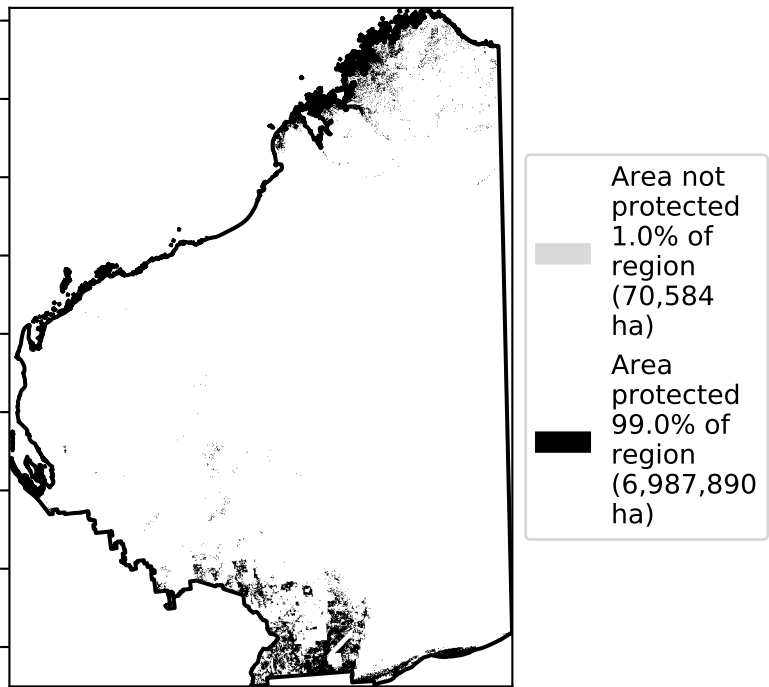 Area not
protected
1.0% of
region
(70,584
ha)
Area
protected
99.0% of
region
(6,987,890
ha)